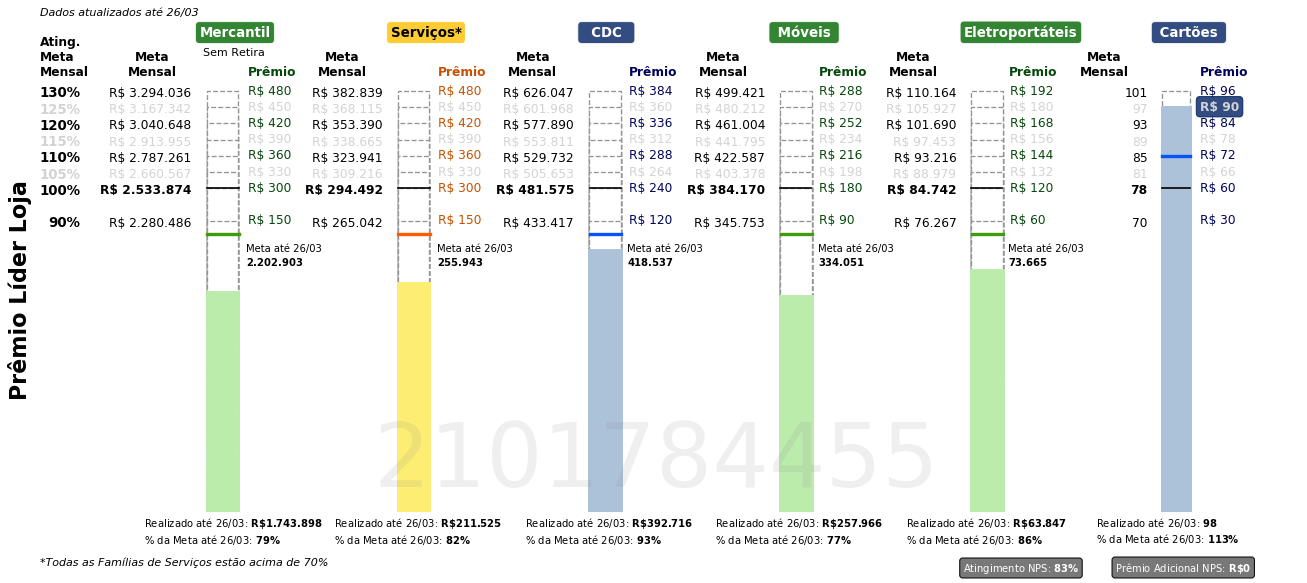 Dados atualizados até 26/03
Mercantil Serviços* CDC Móveis Eletroportáteis Cartões
Sem Retira
Ating.
Meta Meta Meta Meta Meta Meta Meta
Mensal Mensal Prêmio Mensal Prêmio Mensal Prêmio Mensal Prêmio Mensal Prêmio Mensal Prêmio
130% R$ 3.294.036 R$ 480 R$ 382.839 R$ 480 R$ 626.047 R$ 384 R$ 499.421 R$ 288 R$ 110.164 R$ 192 101 R$ 96
125% R$ 3.167.342 R$ 450 R$ 368.115 R$ 450 R$ 601.968 R$ 360 R$ 480.212 R$ 270 R$ 105.927 R$ 180 97 R$ 90
120% R$ 3.040.648 R$ 420 R$ 353.390 R$ 420 R$ 577.890 R$ 336 R$ 461.004 R$ 252 R$ 101.690 R$ 168 93 R$ 84
115% R$ 2.913.955 R$ 390 R$ 338.665 R$ 390 R$ 553.811 R$ 312 R$ 441.795 R$ 234 R$ 97.453 R$ 156 89 R$ 78
110% R$ 2.787.261 R$ 360 R$ 323.941 R$ 360 R$ 529.732 R$ 288 R$ 422.587 R$ 216 R$ 93.216 R$ 144 85 R$ 72
105% R$ 2.660.567 R$ 330 R$ 309.216 R$ 330 R$ 505.653 R$ 264 R$ 403.378 R$ 198 R$ 88.979 R$ 132 81 R$ 66
100% R$ 2.533.874 R$ 300 R$ 294.492 R$ 300 R$ 481.575 R$ 240 R$ 384.170 R$ 180 R$ 84.742 R$ 120 78 R$ 60
90% R$ 2.280.486 R$ 150 R$ 265.042 R$ 150 R$ 433.417 R$ 120 R$ 345.753 R$ 90 R$ 76.267 R$ 60 70 R$ 30
Meta até 26/03 Meta até 26/03 Meta até 26/03 Meta até 26/03 Meta até 26/03
2.202.903 255.943 418.537 334.051 73.665
Prêmio Líder Loja
2101784455
Realizado até 26/03: R$1.743.898 Realizado até 26/03: R$211.525 Realizado até 26/03: R$392.716 Realizado até 26/03: R$257.966 Realizado até 26/03: R$63.847 Realizado até 26/03: 98
% da Meta até 26/03: 79% % da Meta até 26/03: 82% % da Meta até 26/03: 93% % da Meta até 26/03: 77% % da Meta até 26/03: 86% % da Meta até 26/03: 113%
*Todas as Famílias de Serviços estão acima de 70% Atingimento NPS: 83% Prêmio Adicional NPS: R$0